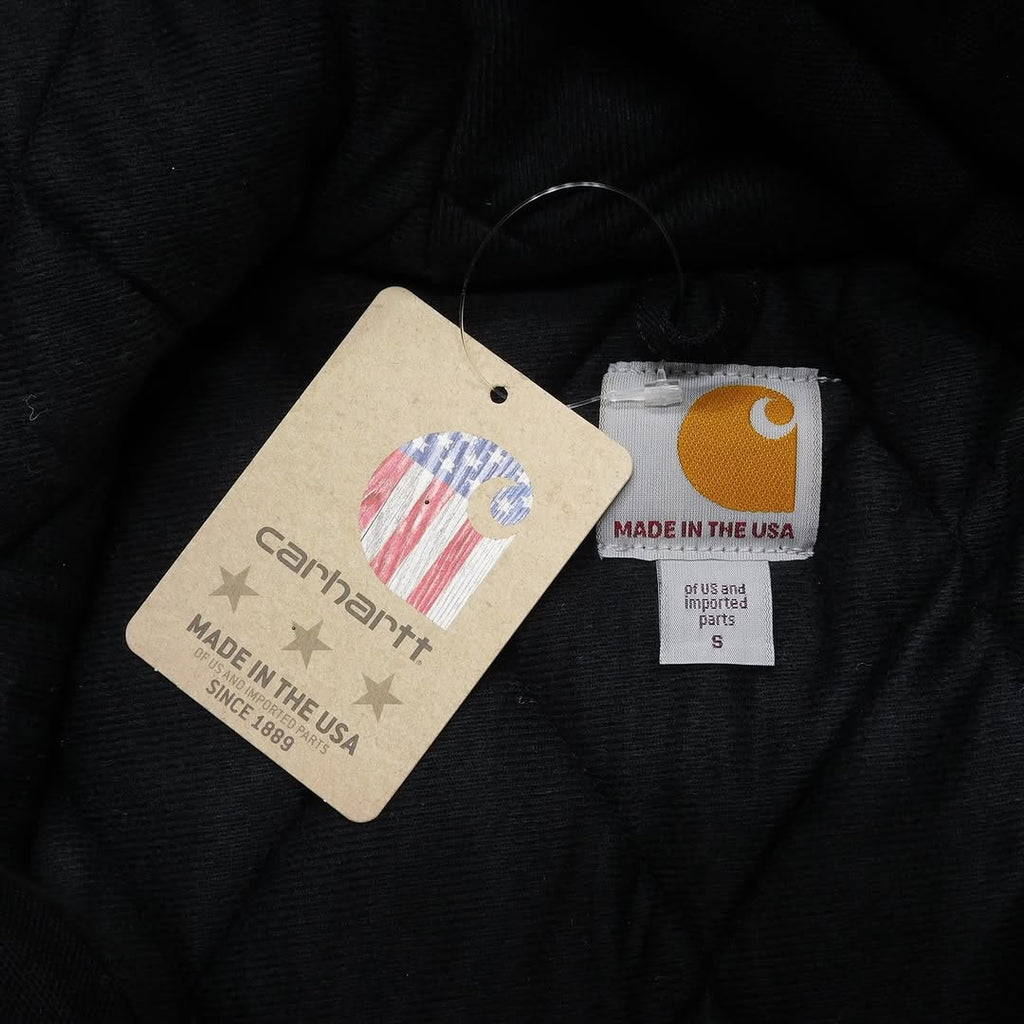 carhartt®
MADE IN THE USA
OF US AND IMPORTED PARTS
SINCE 1889
MADE IN THE USA
of US and
imported
parts
S